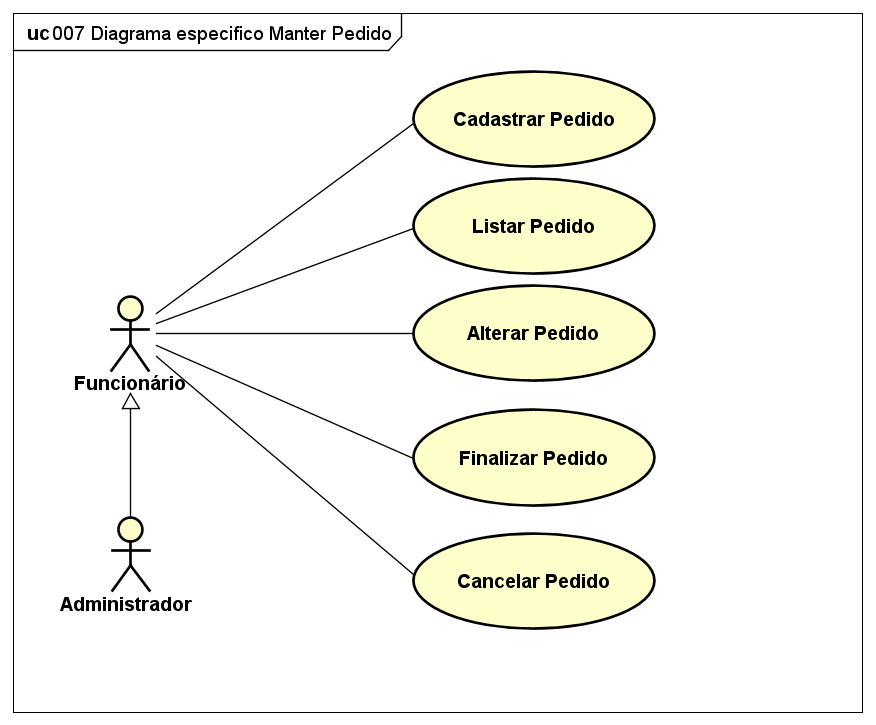 uc 007 Diagrama especifico Manter Pedido
Cadastrar Pedido
Listar Pedido
Alterar Pedido
Funcionário
Finalizar Pedido
Cancelar Pedido
Administrador